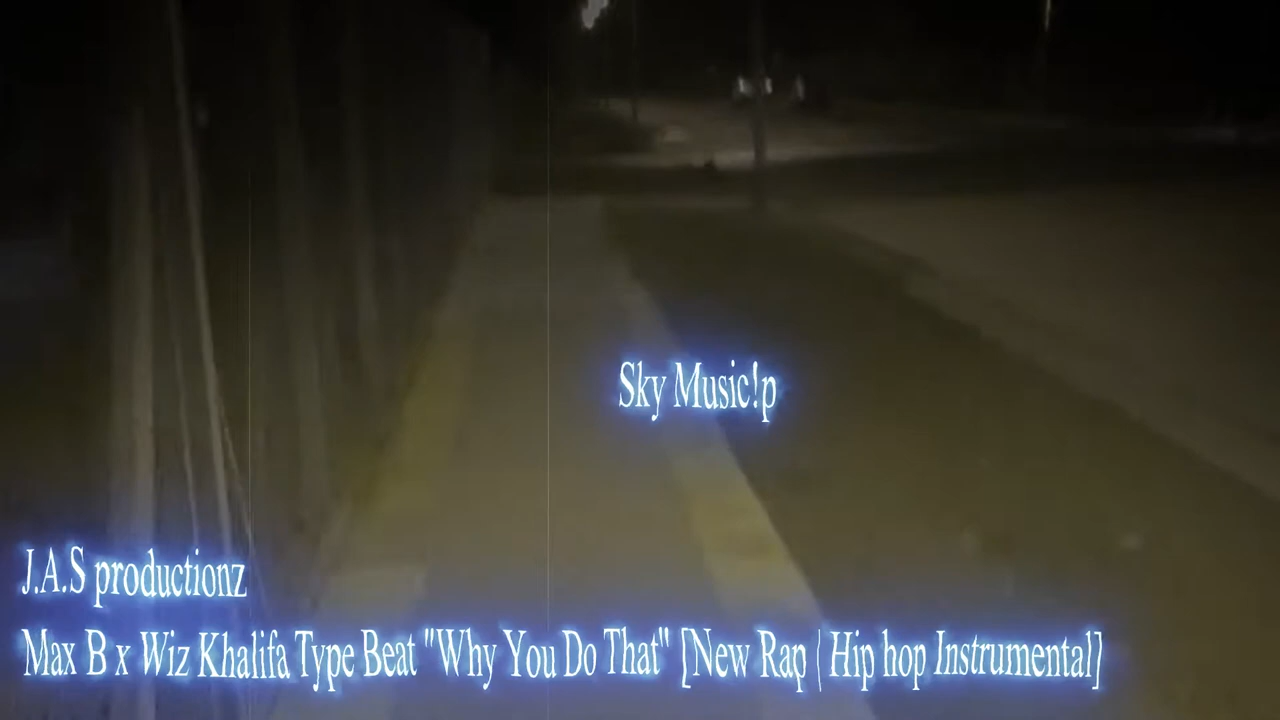 Sky Music!p
J.A.S productionz
Max B x Wiz Khalifa Type Beat "Why You Do That" [New Rap | Hip hop Instrumental]